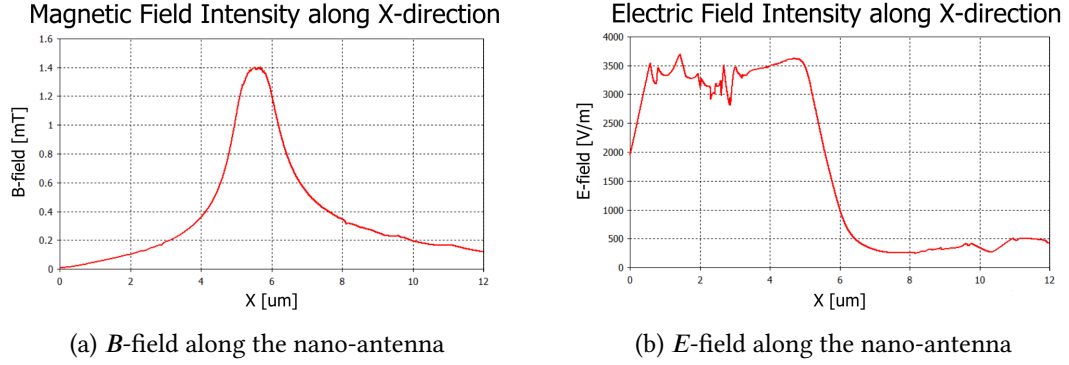 Magnetic Field Intensity along X-direction
1.6
1.4
1.2
1
0.8
0.6
0.4
0.2
0
B-field [mT]
0 2 4 6 8 10 12
X [um]
(a) B-field along the nano-antenna
Electric Field Intensity along X-direction
4000
3500
3000
2500
2000
1500
1000
500
0
E-field [V/m]
0 2 4 6 8 10 12
X [um]
(b) E-field along the nano-antenna